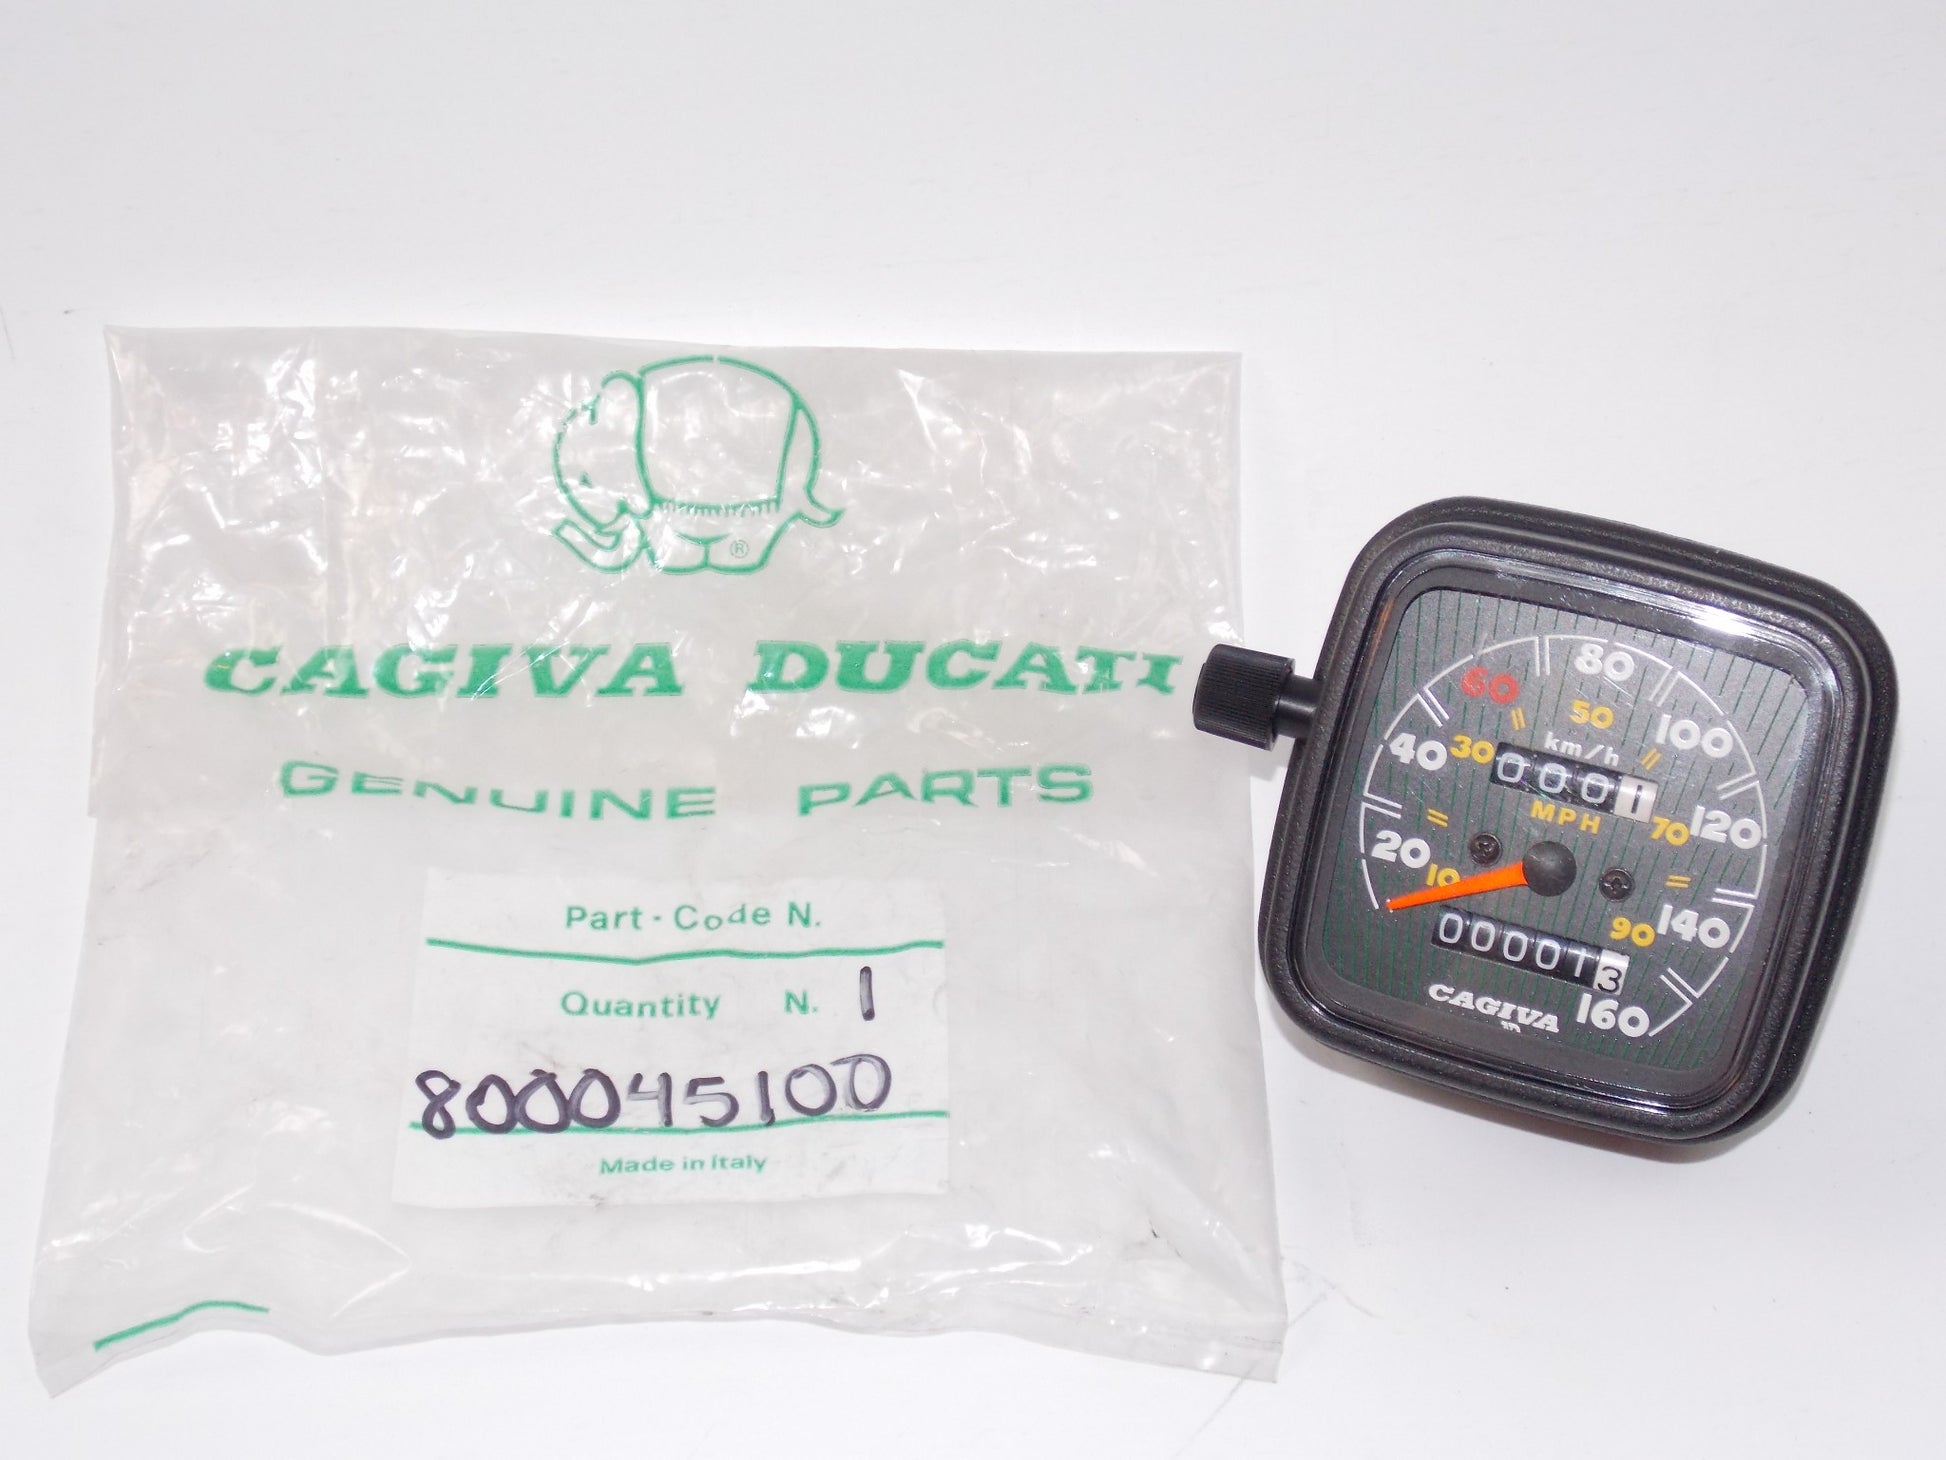 ®
CAGIVA DUCATI
GENUINE PARTS
Part - Code N.
Quantity N. 1
800045100
Made in Italy
80
60
50
100
km/h
40
30
0001
MPH
70
120
20
10
000013
90
140
CAGIVA
160